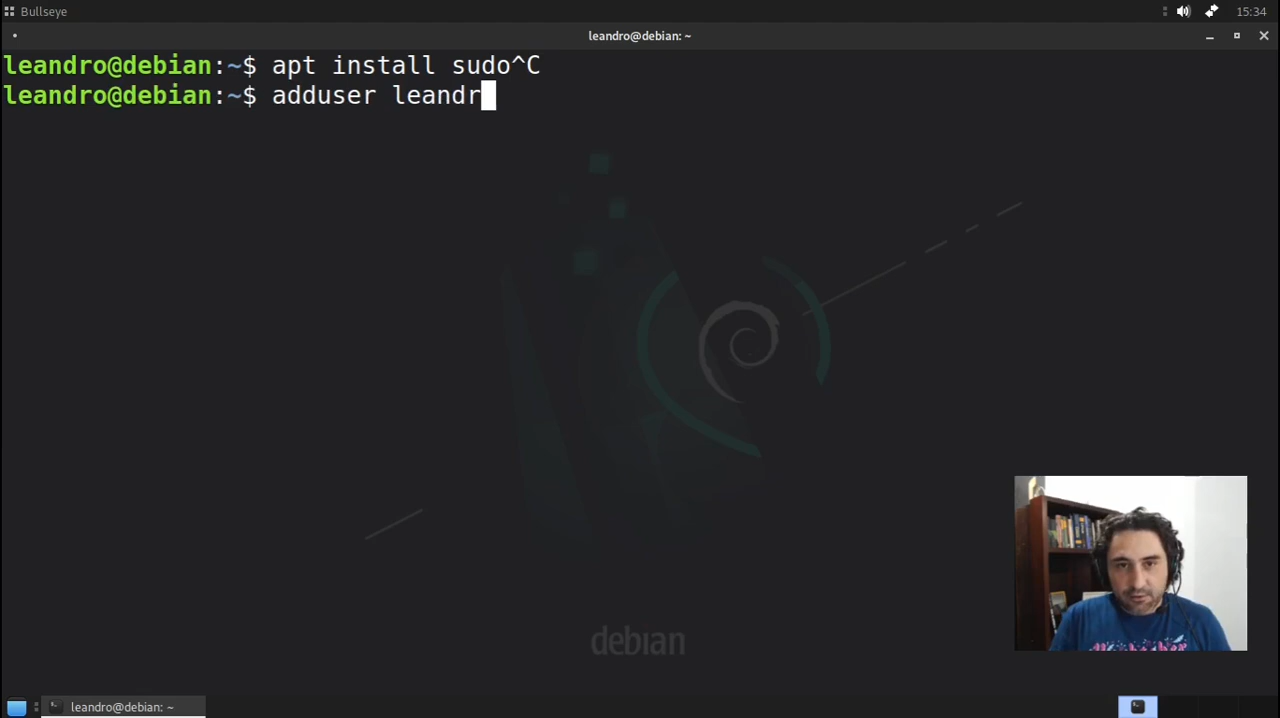 Bullseye
15:34
leandro@debian: ~
leandro@debian:~$ apt install sudo^C
leandro@debian:~$ adduser leandr
debian
leandro@debian: ~